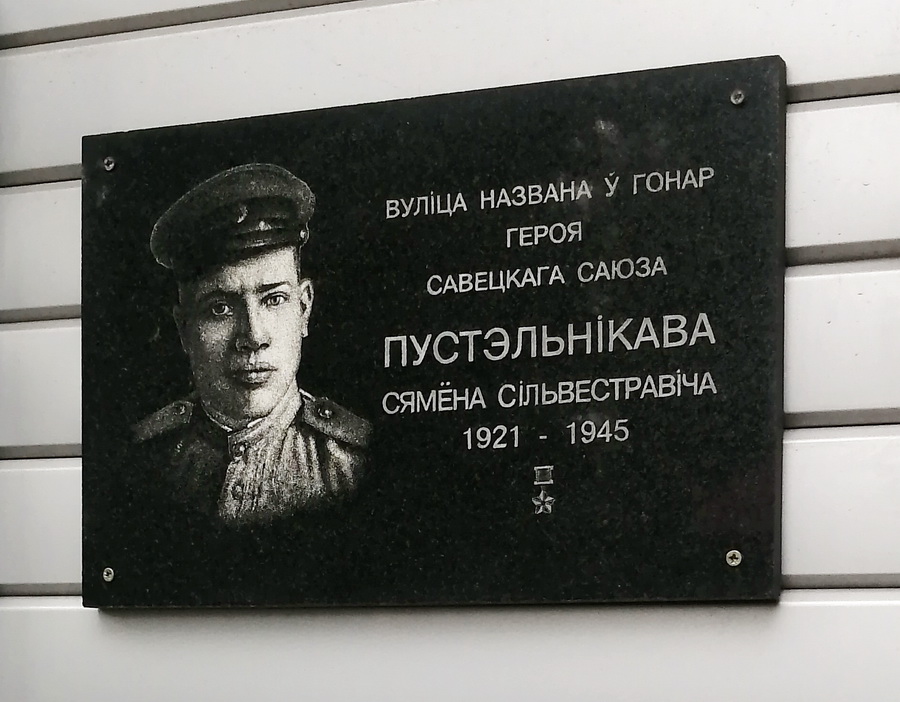 ВУЛІЦА НАЗВАНА Ў ГОНАР
ГЕРОЯ
САВЕЦКАГА САЮЗА
ПУСТЭЛЬНІКАВА
СЯМЁНА СІЛЬВЕСТРАВІЧА
1921 - 1945